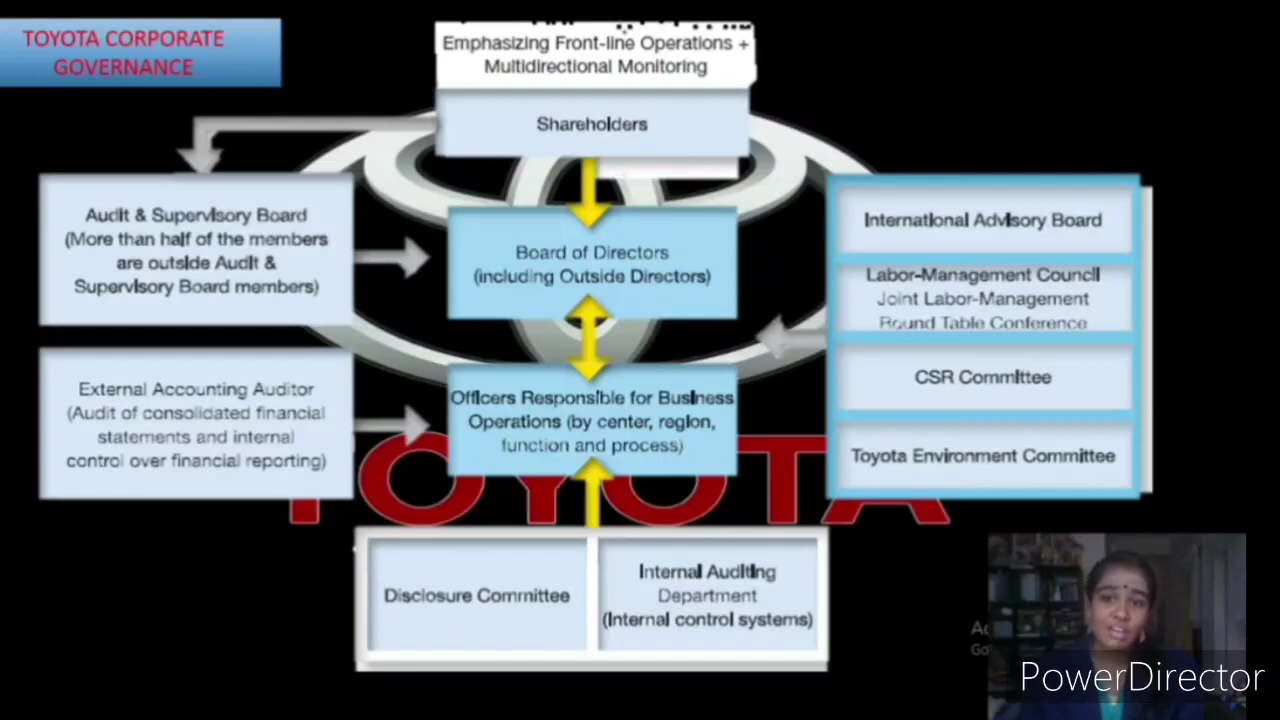 TOYOTA CORPORATE
GOVERNANCE
Emphasizing Front-line Operations +
Multidirectional Monitoring
Shareholders
Audit & Supervisory Board
(More than half of the members
are outside Audit &
Supervisory Board members)
Board of Directors
(including Outside Directors)
International Advisory Board
Labor-Management Council
Joint Labor-Management
Round Table Conference
External Accounting Auditor
(Audit of consolidated financial
statements and internal
control over financial reporting)
Officers Responsible for Business
Operations (by center, region,
function and process)
CSR Committee
Toyota Environment Committee
TOYOTA
Disclosure Committee
Internal Auditing
Department
(Internal control systems)
PowerDirector